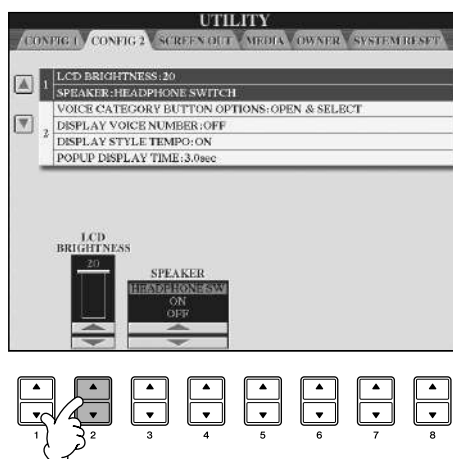 UTILITY
CONFIG 1 CONFIG 2 SCREEN OUT MEDIA OWNER SYSTEM RESET
1 LCD BRIGHTNESS:20
SPEAKER:HEADPHONE SWITCH
2 VOICE CATEGORY BUTTON OPTIONS:OPEN & SELECT
DISPLAY VOICE NUMBER:OFF
DISPLAY STYLE TEMPO:ON
POPUP DISPLAY TIME:3.0sec
LCD
BRIGHTNESS
20
SPEAKER
HEADPHONE SW
ON
OFF
1 2 3 4 5 6 7 8